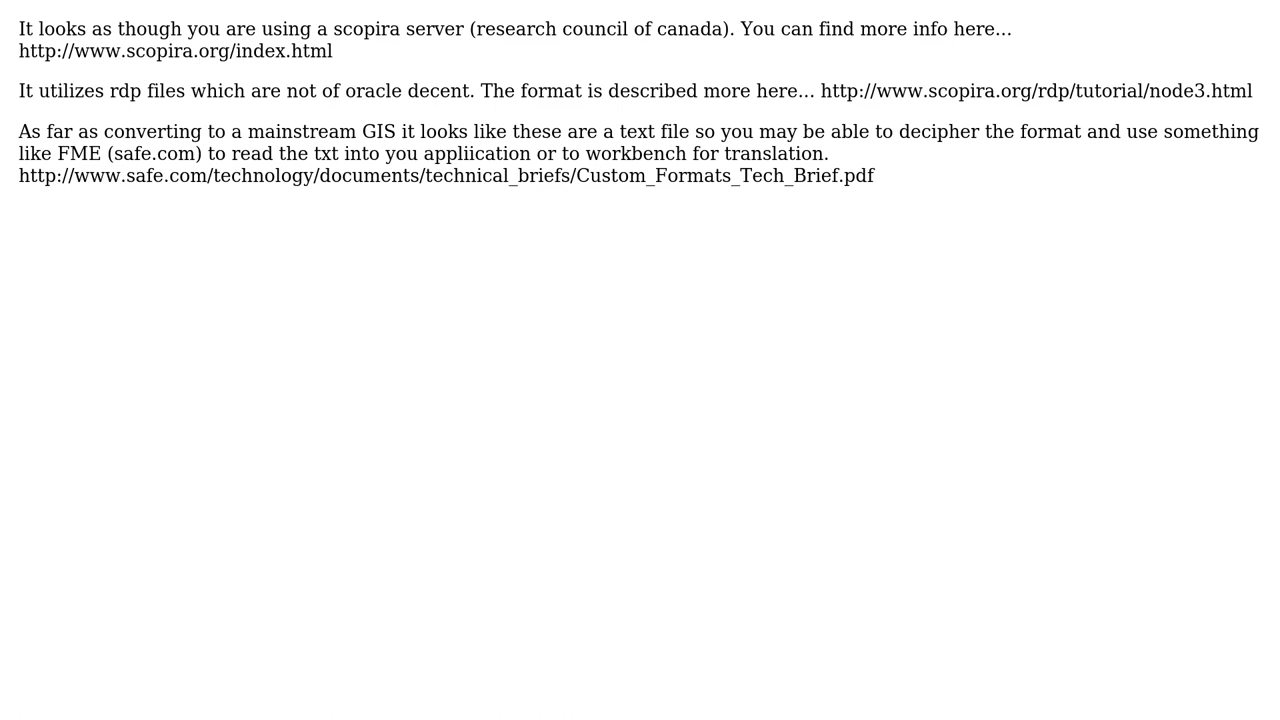 It looks as though you are using a scopira server (research council of canada). You can find more info here...
http://www.scopira.org/index.html
It utilizes rdp files which are not of oracle decent. The format is described more here... http://www.scopira.org/rdp/tutorial/node3.html
As far as converting to a mainstream GIS it looks like these are a text file so you may be able to decipher the format and use something
like FME (safe.com) to read the txt into you appliication or to workbench for translation.
http://www.safe.com/technology/documents/technical_briefs/Custom_Formats_Tech_Brief.pdf